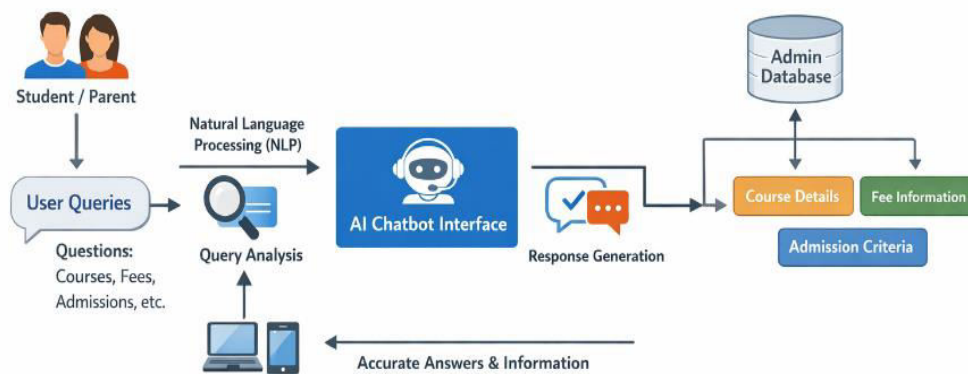 Student / Parent
User Queries
Questions:
Courses, Fees,
Admissions, etc.
Natural Language
Processing (NLP)
Query Analysis
AI Chatbot Interface
Response Generation
Admin
Database
Course Details
Fee Information
Admission Criteria
Accurate Answers & Information